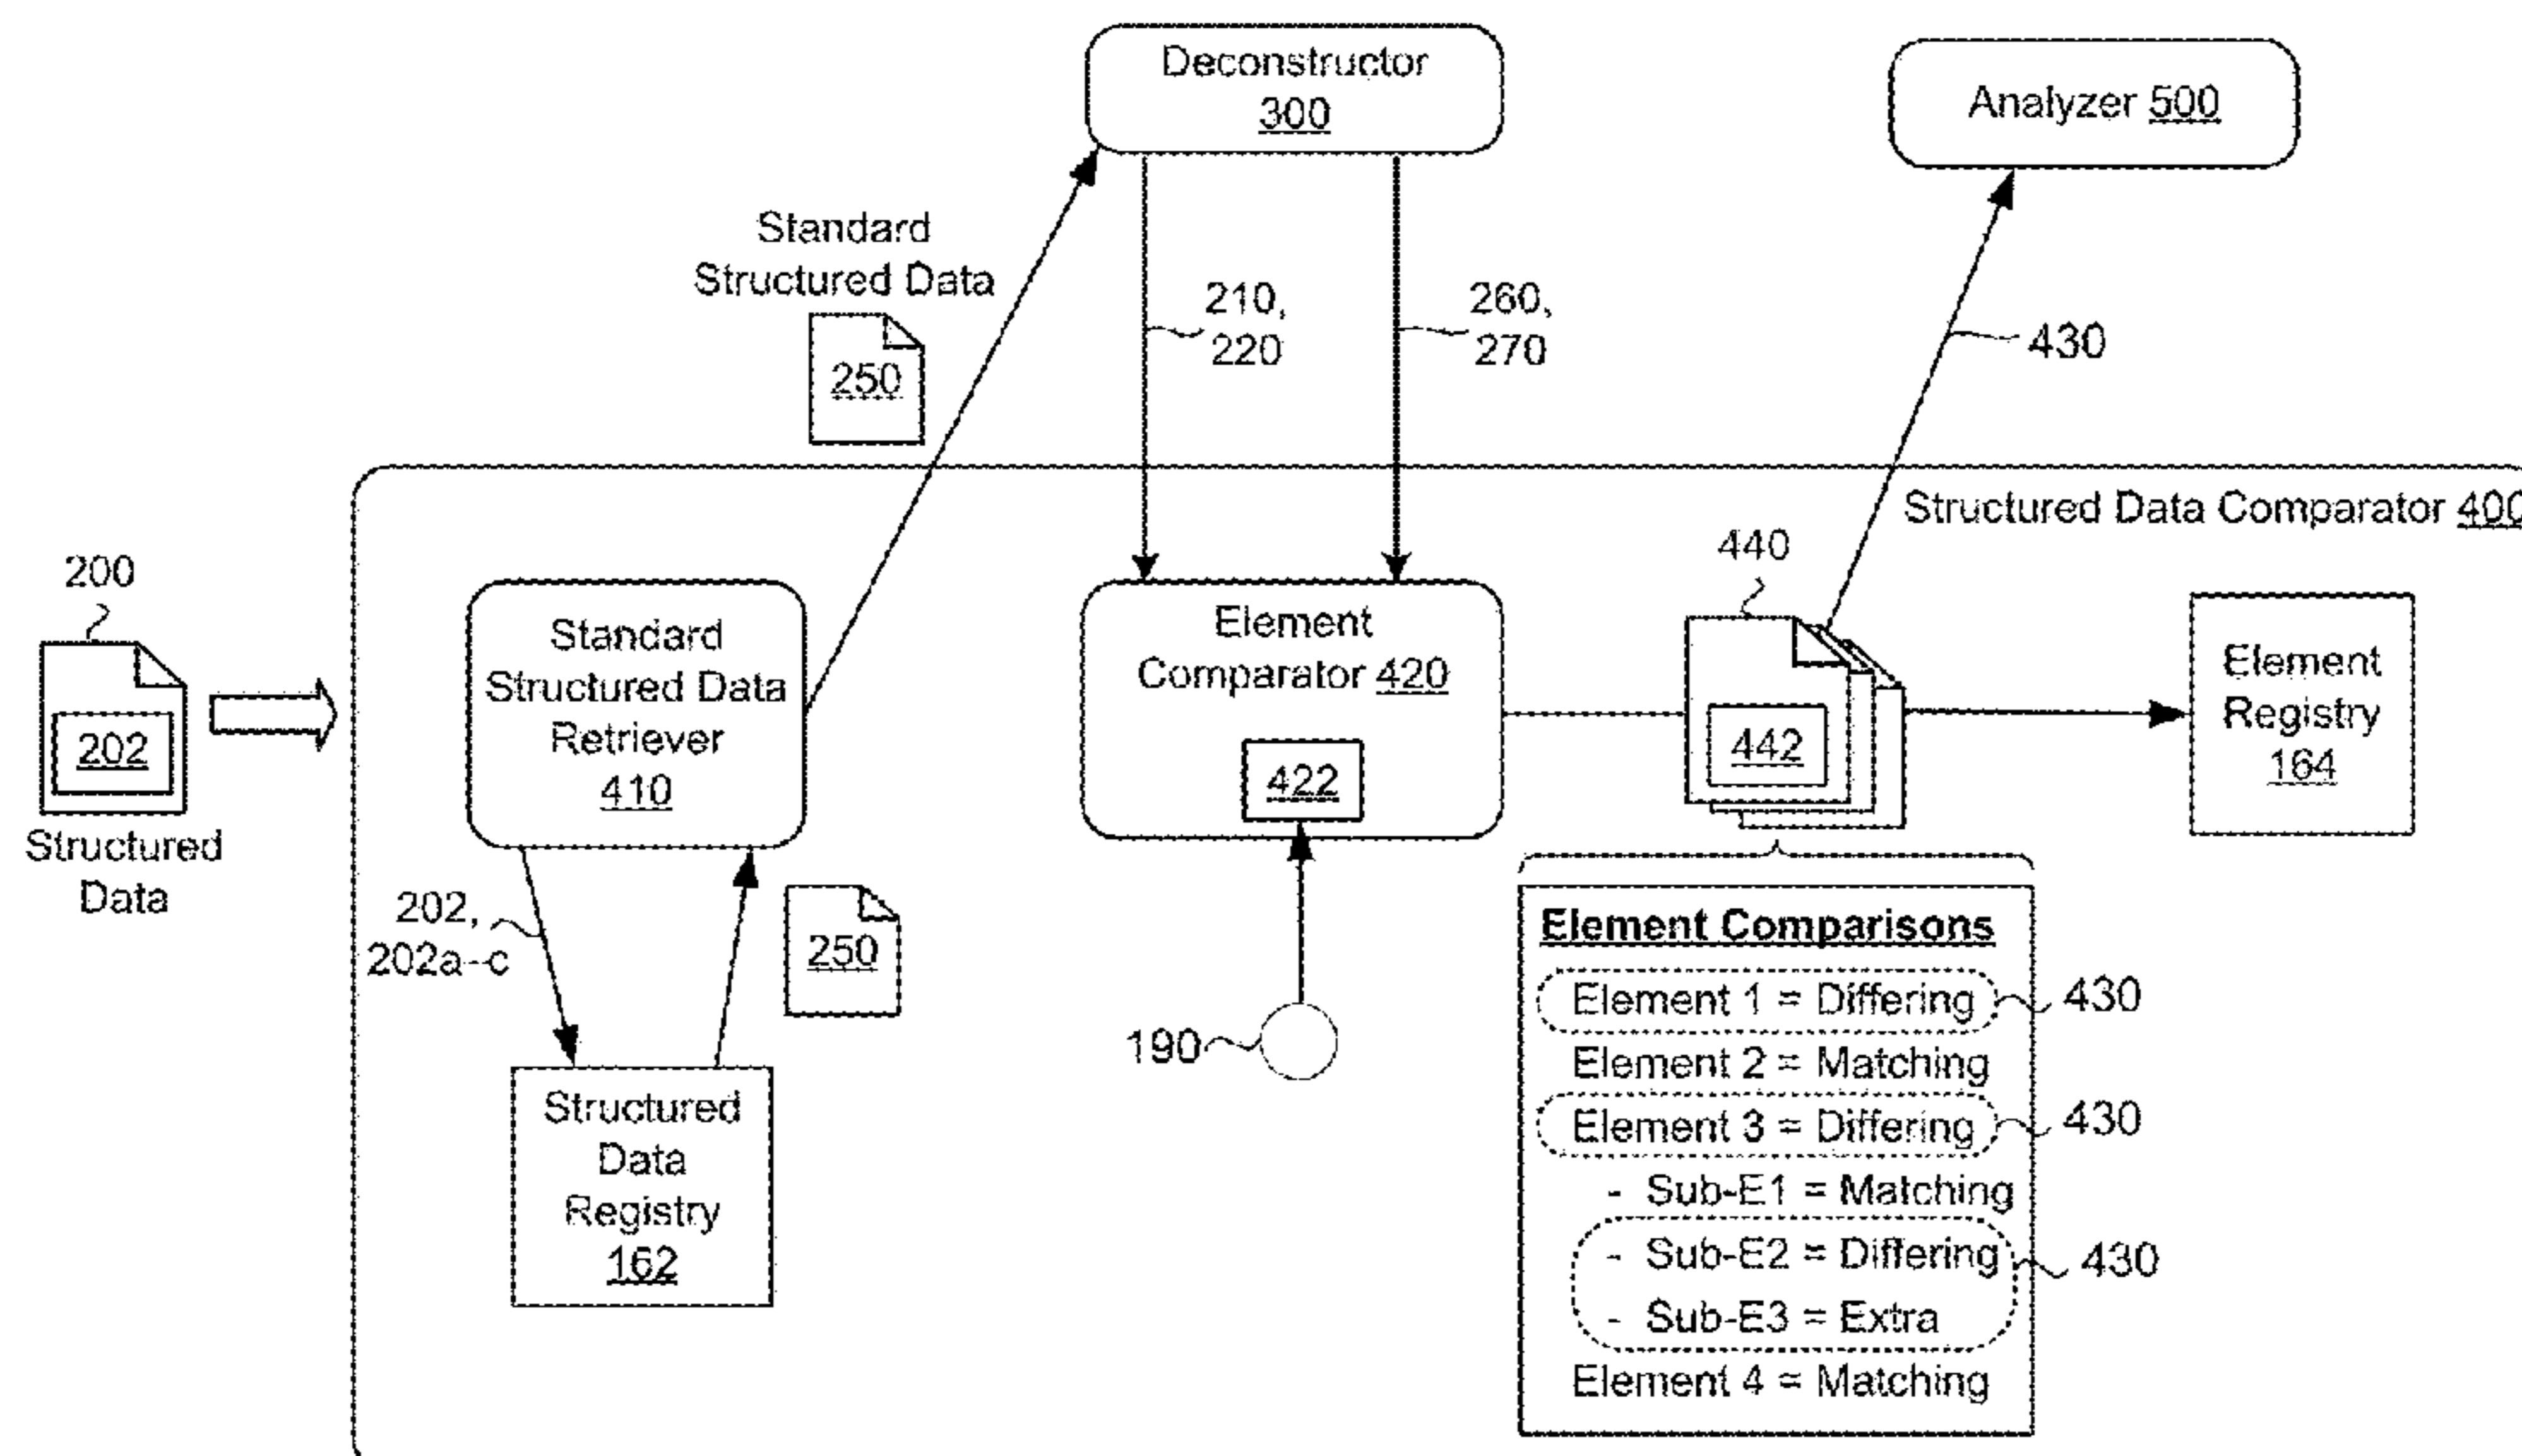 Deconstructor
300
Analyzer 500
Standard
Structured Data
250
210,
220
260,
270
430
Structured Data Comparator 400
200
202
Structured
Data
Standard
Structured Data
Retriever
410
202,
202a-c
250
Structured
Data
Registry
162
Element
Comparator 420
422
190
440
442
Element
Registry
164
Element Comparisons
Element 1 = Differing
430
Element 2 = Matching
Element 3 = Differing
430
- Sub-E1 = Matching
- Sub-E2 = Differing
430
- Sub-E3 = Extra
Element 4 = Matching